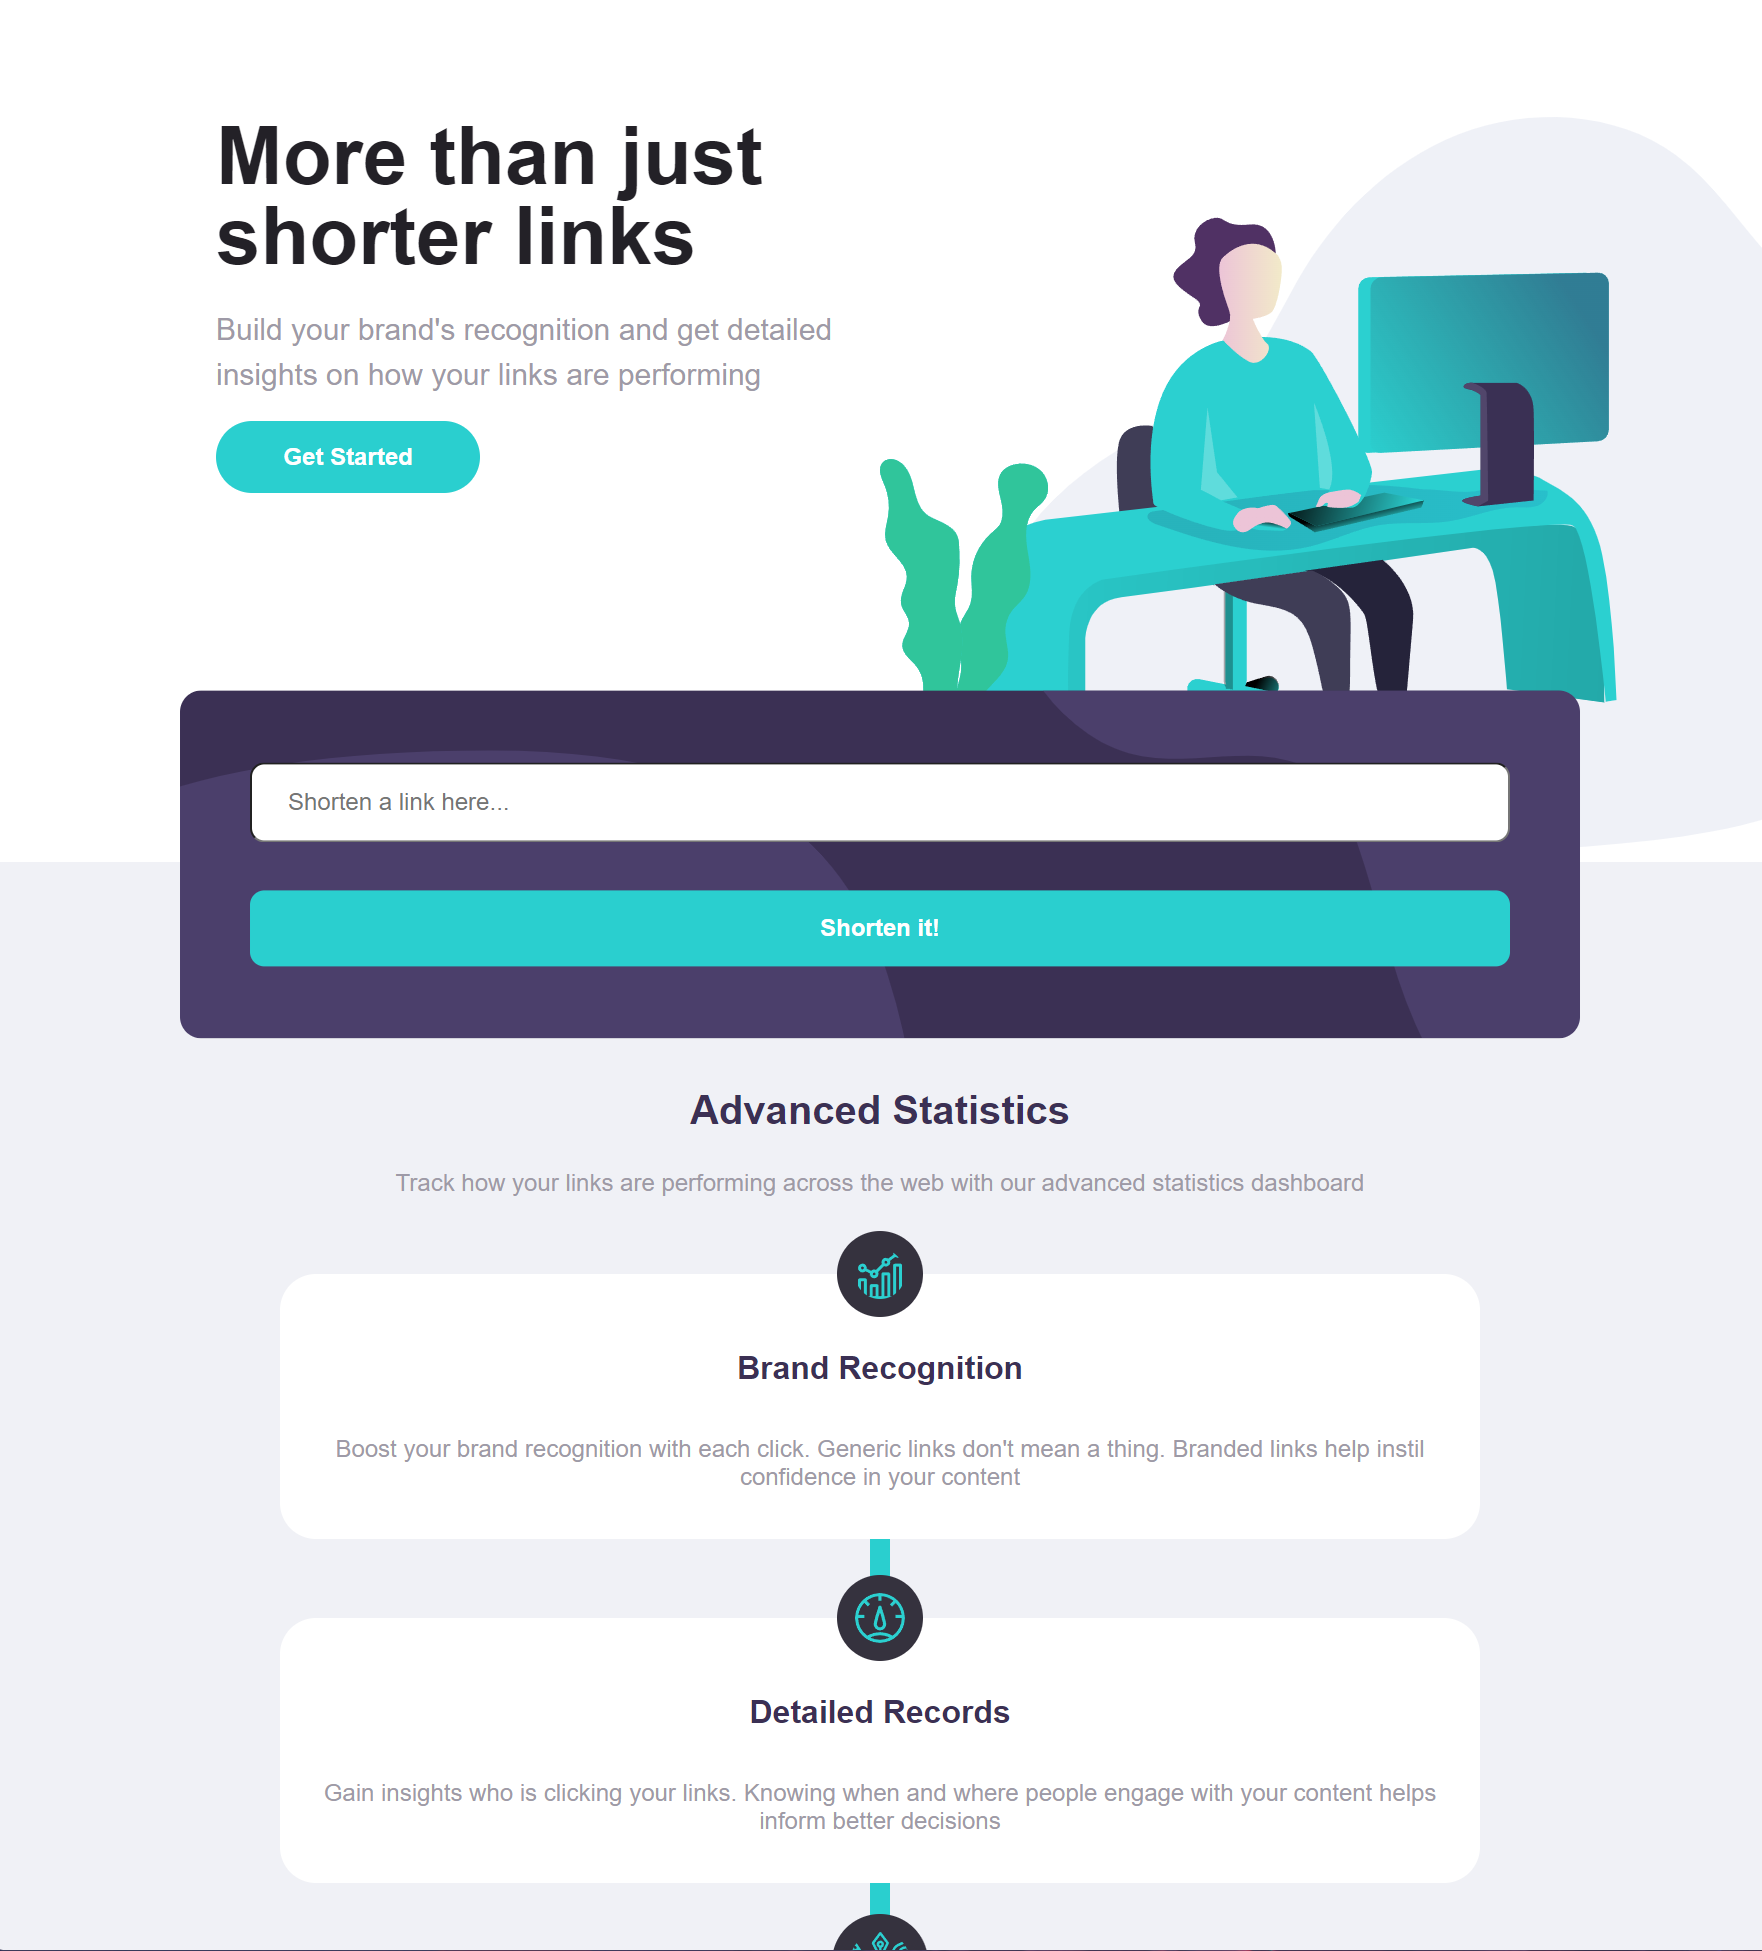 More than just
shorter links
Build your brand's recognition and get detailed
insights on how your links are performing
Get Started
Shorten a link here...
Shorten it!
Advanced Statistics
Track how your links are performing across the web with our advanced statistics dashboard
Brand Recognition
Boost your brand recognition with each click. Generic links don't mean a thing. Branded links help instil
confidence in your content
Detailed Records
Gain insights who is clicking your links. Knowing when and where people engage with your content helps
inform better decisions